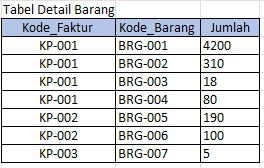 Tabel Detail Barang
Kode_Faktur Kode_Barang Jumlah
KP-001 BRG-001 4200
KP-001 BRG-002 310
KP-001 BRG-003 18
KP-001 BRG-004 80
KP-002 BRG-005 190
KP-002 BRG-006 100
KP-003 BRG-007 5